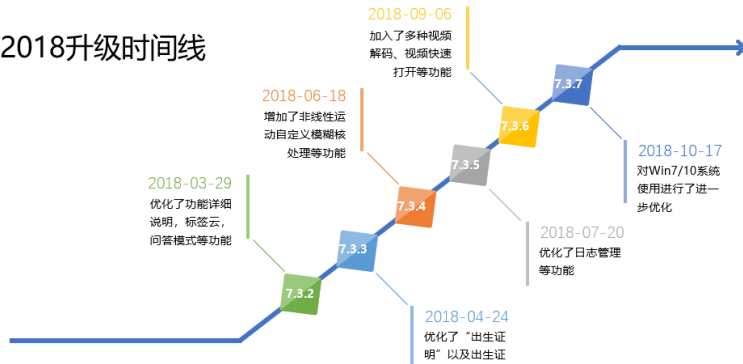 2018升级时间线
2018-03-29
优化了功能详细
说明，标签云，
问答模式等功能
7.3.2
2018-04-24
优化了“出生证
明”以及出生证
7.3.3
2018-06-18
增加了非线性运
动自定义模糊核
处理等功能
7.3.4
2018-07-20
优化了日志管理
等功能
7.3.5
2018-09-06
加入了多种视频
解码、视频快速
打开等功能
7.3.6
2018-10-17
对Win7/10系统
使用进行了进一
步优化
7.3.7